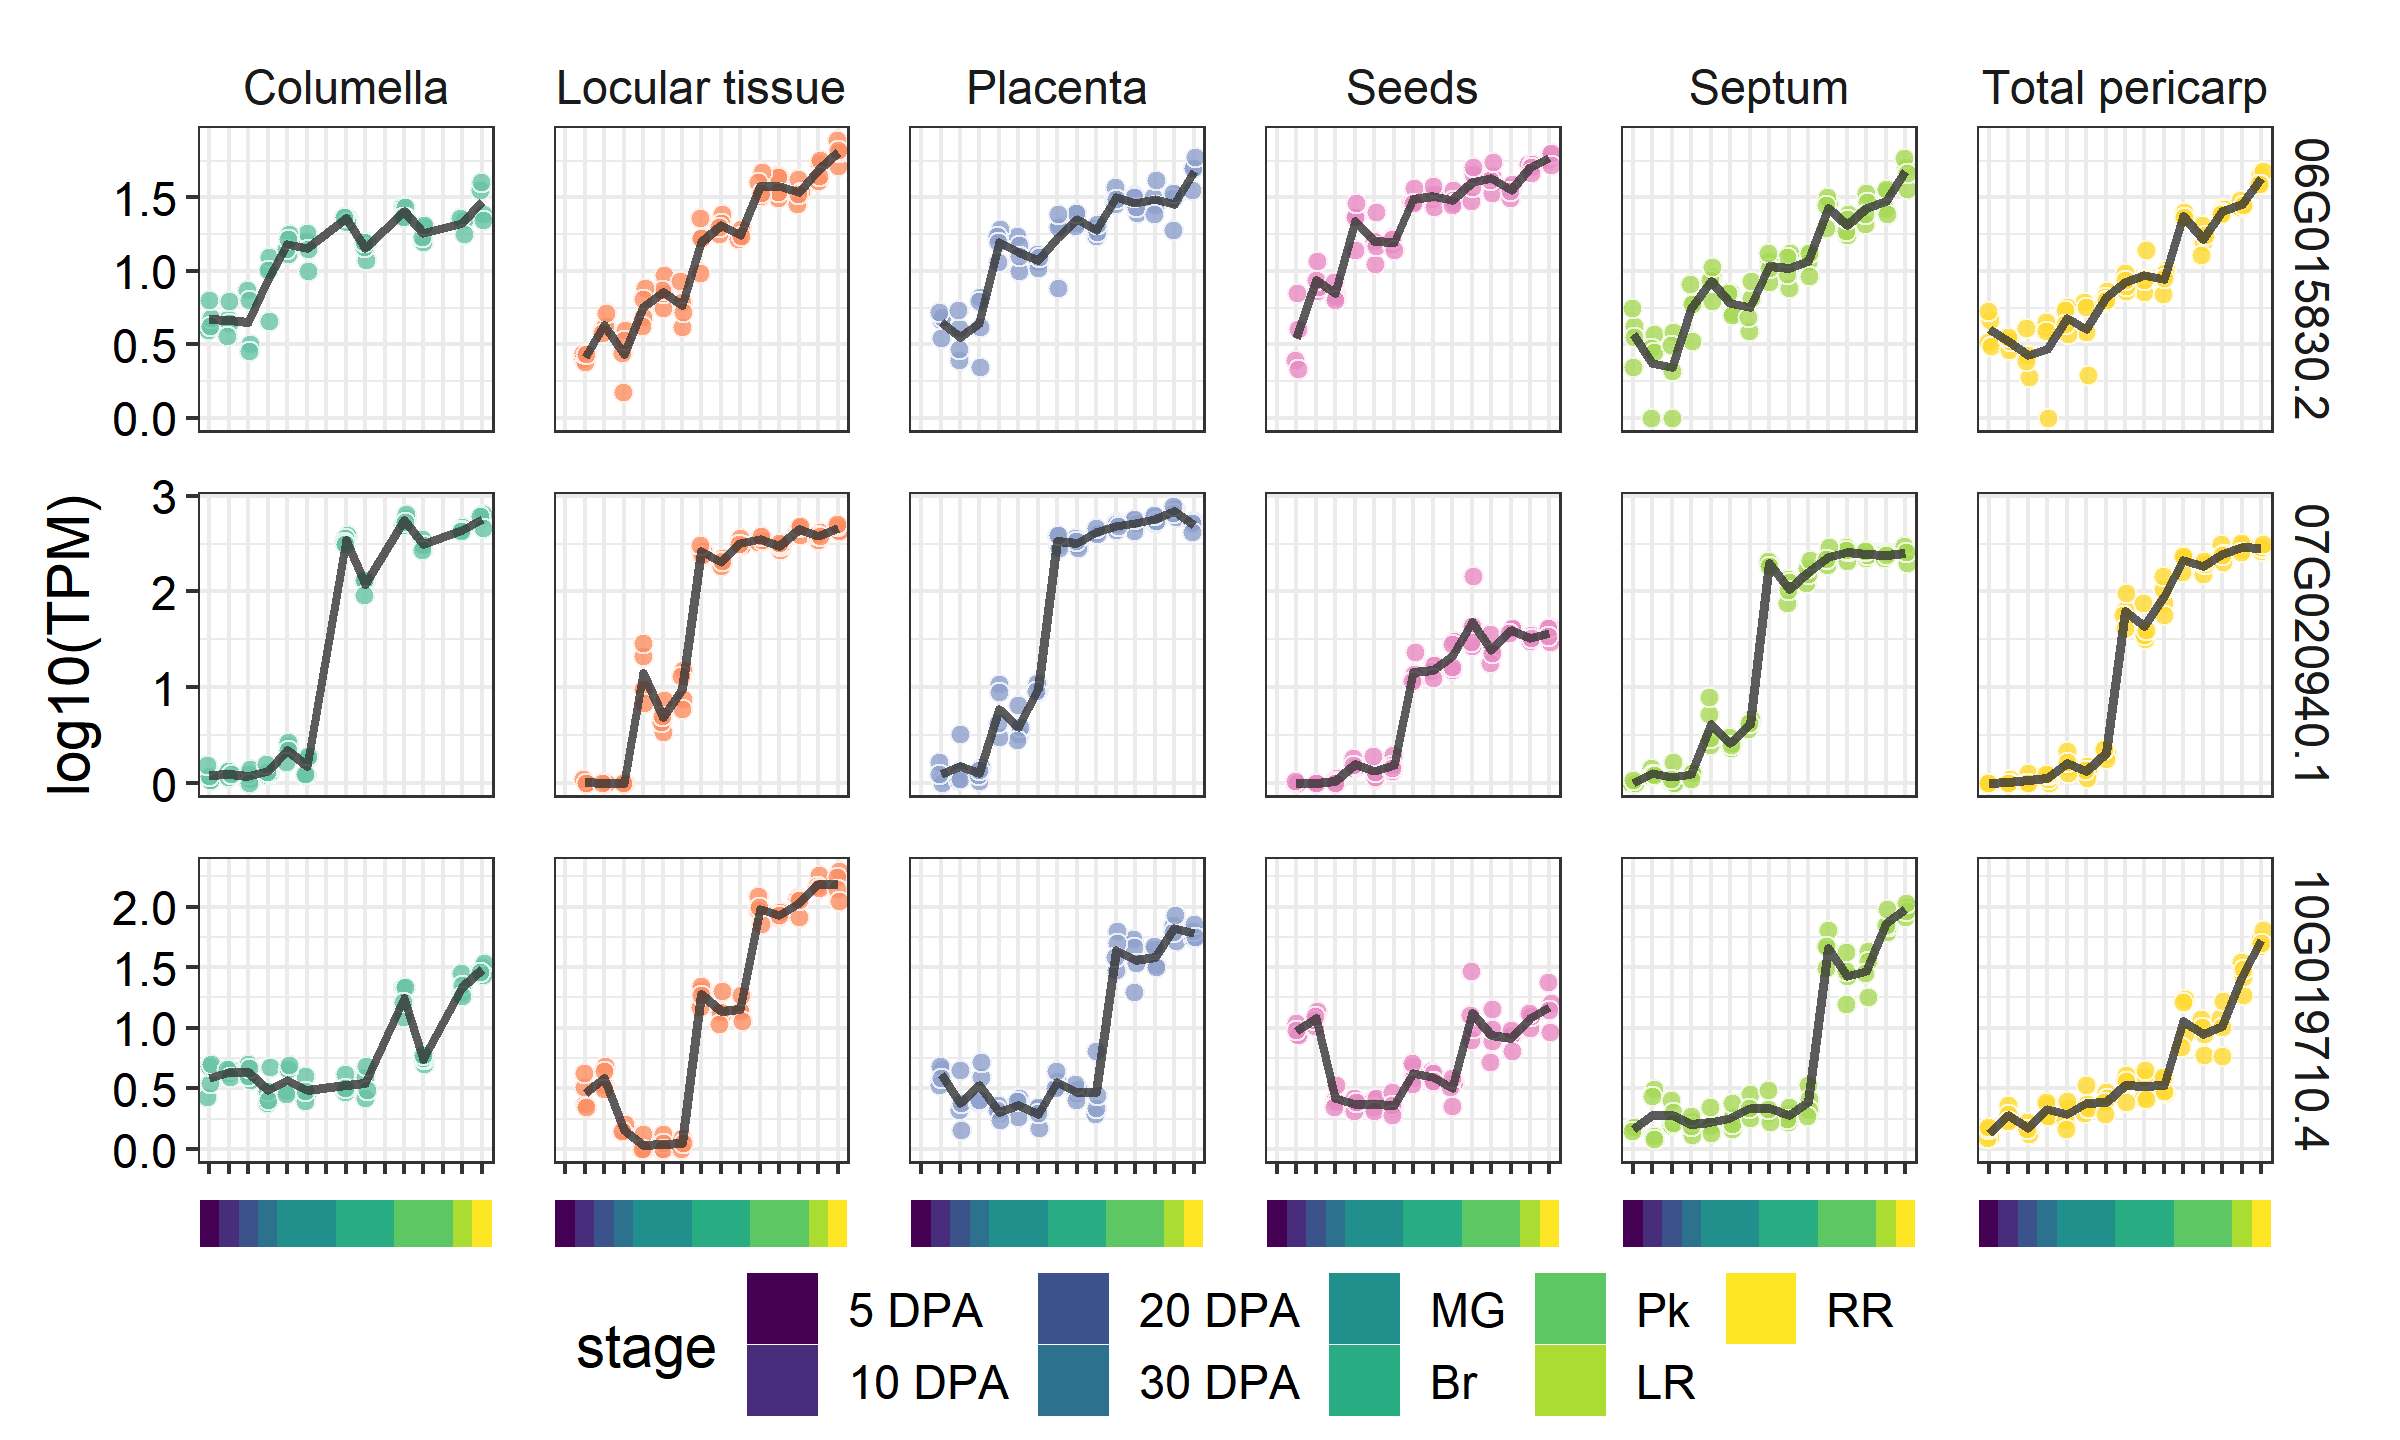 Columella Locular tissue Placenta Seeds Septum Total pericarp
1.5
1.0
0.5
0.0
06G015830.2
3
2
1
0
07G020940.1
log10(TPM)
2.0
1.5
1.0
0.5
0.0
10G019710.4
stage
5 DPA 20 DPA MG Pk RR
10 DPA 30 DPA Br LR